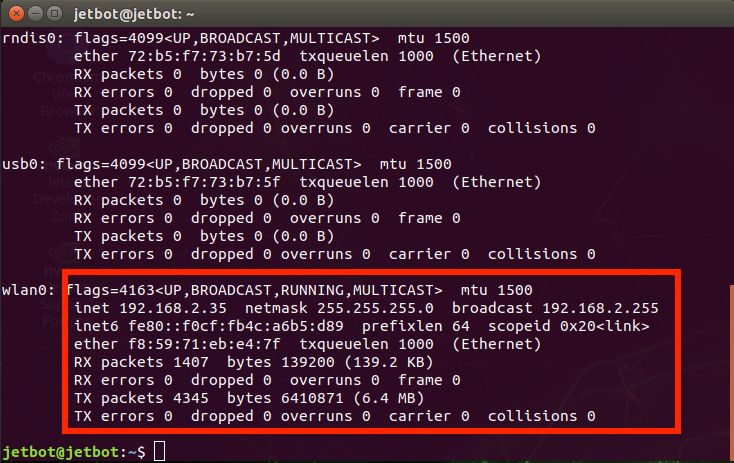 jetbot@jetbot: ~
rndis0: flags=4099<UP,BROADCAST,MULTICAST>  mtu 1500
        ether 72:b5:f7:73:b7:5d  txqueuelen 1000  (Ethernet)
        RX packets 0  bytes 0 (0.0 B)
        RX errors 0  dropped 0  overruns 0  frame 0
        TX packets 0  bytes 0 (0.0 B)
        TX errors 0  dropped 0 overruns 0  carrier 0  collisions 0
usb0: flags=4099<UP,BROADCAST,MULTICAST>  mtu 1500
        ether 72:b5:f7:73:b7:5f  txqueuelen 1000  (Ethernet)
        RX packets 0  bytes 0 (0.0 B)
        RX errors 0  dropped 0  overruns 0  frame 0
        TX packets 0  bytes 0 (0.0 B)
        TX errors 0  dropped 0 overruns 0  carrier 0  collisions 0
wlan0: flags=4163<UP,BROADCAST,RUNNING,MULTICAST>  mtu 1500
        inet 192.168.2.35  netmask 255.255.255.0  broadcast 192.168.2.255
        inet6 fe80::f0cf:fb4c:a6b5:d89  prefixlen 64  scopeid 0x20<link>
        ether f8:59:71:eb:e4:7f  txqueuelen 1000  (Ethernet)
        RX packets 1407  bytes 139200 (139.2 KB)
        RX errors 0  dropped 0  overruns 0  frame 0
        TX packets 4345  bytes 6410871 (6.4 MB)
        TX errors 0  dropped 0 overruns 0  carrier 0  collisions 0
jetbot@jetbot:~$